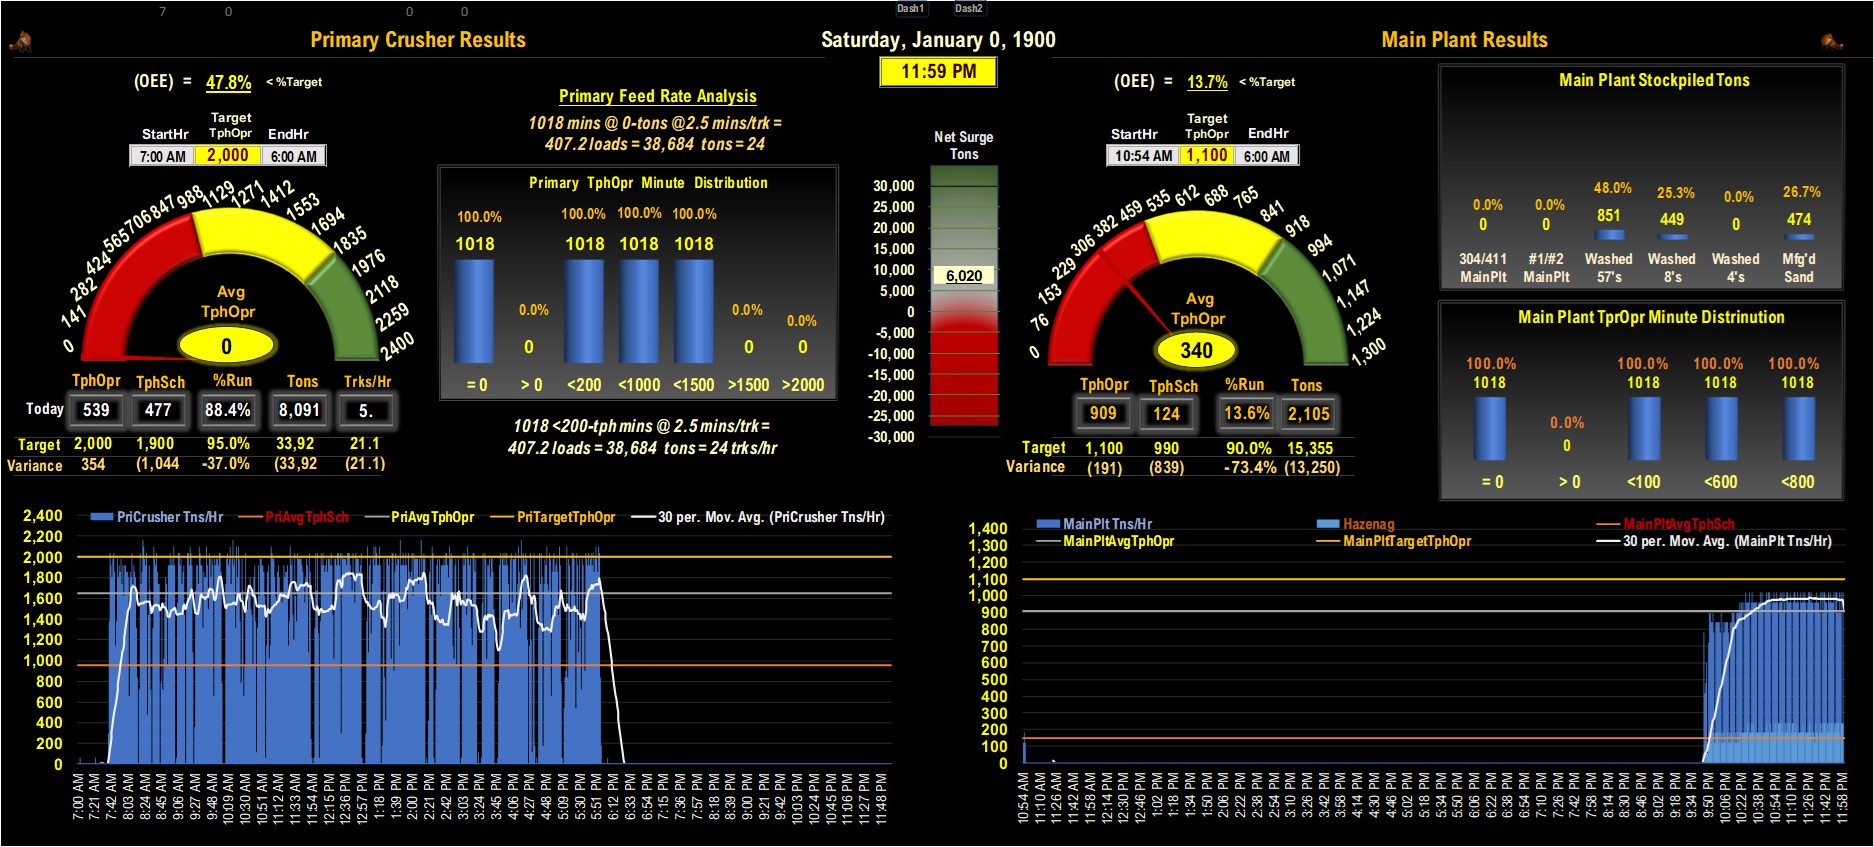 7 0 0 0 Dash1 Dash2
Primary Crusher Results
Saturday, January 0, 1900
Main Plant Results
11:59 PM
(OEE) = 47.8% < %Target
Target
StartHr TphOpr EndHr
7:00 AM 2,000 6:00 AM
0 141 282 424 565 706 847 988 1129 1271 1412 1553 1694 1835 1976 2118 2259 2400
Avg
TphOpr
0
TphOpr TphSch %Run Tons Trks/Hr
Today 539 477 88.4% 8,091 5.
Target 2,000 1,900 95.0% 33,92 21.1
Variance 354 (1,044 -37.0% (33,92 (21.1)
Primary Feed Rate Analysis
1018 mins @ 0-tons @2.5 mins/trk =
407.2 loads = 38,684 tons = 24
Primary TphOpr Minute Distribution
100.0% 0.0% 100.0% 100.0% 100.0% 0.0% 0.0%
1018 0 1018 1018 1018 0 0
= 0 > 0 <200 <1000 <1500 >1500 >2000
1018 <200-tph mins @ 2.5 mins/trk =
407.2 loads = 38,684 tons = 24 trks/hr
Net Surge
Tons
30,000
25,000
20,000
15,000
10,000
6,020
5,000
0
-5,000
-10,000
-15,000
-20,000
-25,000
-30,000
(OEE) = 13.7% < %Target
Target
StartHr TphOpr EndHr
10:54 AM 1,100 6:00 AM
0 76 153 229 306 382 459 535 612 688 765 841 918 994 1,071 1,147 1,224 1,300
Avg
TphOpr
340
TphOpr TphSch %Run Tons
909 124 13.6% 2,105
Target 1,100 990 90.0% 15,355
Variance (191) (839) -73.4% (13,250)
Main Plant Stockpiled Tons
0.0% 0.0% 48.0% 25.3% 0.0% 26.7%
0 0 851 449 0 474
304/411 #1/#2 Washed Washed Washed Mfg'd
MainPlt MainPlt 57's 8's 4's Sand
Main Plant TprOpr Minute Distrinution
100.0% 0.0% 100.0% 100.0% 100.0%
1018 0 1018 1018 1018
= 0 > 0 <100 <600 <800
PriCrusher Tns/Hr PriAvgTphSch PriAvgTphOpr PriTargetTphOpr 30 per. Mov. Avg. (PriCrusher Tns/Hr)
2,400
2,200
2,000
1,800
1,600
1,400
1,200
1,000
800
600
400
200
0
7:00 AM 7:21 AM 7:42 AM 8:03 AM 8:24 AM 8:45 AM 9:06 AM 9:27 AM 9:48 AM 10:09 AM 10:30 AM 10:51 AM 11:12 AM 11:33 AM 11:54 AM 12:15 PM 12:36 PM 12:57 PM 1:18 PM 1:39 PM 2:00 PM 2:21 PM 2:42 PM 3:03 PM 3:24 PM 3:45 PM 4:06 PM 4:27 PM 4:48 PM 5:09 PM 5:30 PM 5:51 PM 6:12 PM 6:33 PM 6:54 PM 7:15 PM 7:36 PM 7:57 PM 8:18 PM 8:39 PM 9:00 PM 9:21 PM 9:42 PM 10:03 PM 10:24 PM 10:45 PM 11:06 PM 11:27 PM 11:48 PM
MainPlt Tns/Hr Hazenag MainPltAvgTphSch
MainPltAvgTphOpr MainPltTargetTphOpr 30 per. Mov. Avg. (MainPlt Tns/Hr)
1,400
1,300
1,200
1,100
1,000
900
800
700
600
500
400
300
200
100
0
10:54 AM 11:10 AM 11:26 AM 11:42 AM 11:58 AM 12:14 PM 12:30 PM 12:46 PM 1:02 PM 1:18 PM 1:34 PM 1:50 PM 2:06 PM 2:22 PM 2:38 PM 2:54 PM 3:10 PM 3:26 PM 3:42 PM 3:58 PM 4:14 PM 4:30 PM 4:46 PM 5:02 PM 5:18 PM 5:34 PM 5:50 PM 6:06 PM 6:22 PM 6:38 PM 6:54 PM 7:10 PM 7:26 PM 7:42 PM 7:58 PM 8:14 PM 8:30 PM 8:46 PM 9:02 PM 9:18 PM 9:34 PM 9:50 PM 10:06 PM 10:22 PM 10:38 PM 10:54 PM 11:10 PM 11:26 PM 11:42 PM 11:58 PM